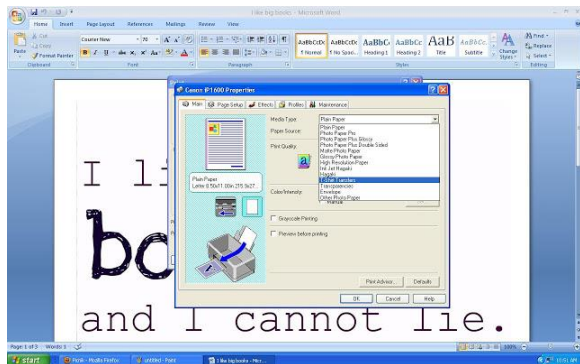 I like big books - Microsoft Word
Home Insert Page Layout References Mailings Review View
Cut
Copy
Format Painter
Paste
Clipboard
Courier New
Font
Paragraph
AaBbCcDc AaBbCcDc AaBbC AaBbCc AaB AaBbCc
¶ Normal ¶ No Spaci... Heading 1 Heading 2 Title Subtitle
Change Styles
Styles
Find
Replace
Select
Editing
Canon iP1600 Properties
Main Page Setup Effects Profiles Maintenance
Media Type: Plain Paper
Paper Source:
Print Quality:
Plain Paper
Photo Paper Pro
Photo Paper Plus Glossy
Photo Paper Plus Double Sided
Matte Photo Paper
Glossy Photo Paper
High Resolution Paper
Ink Jet Hagaki
Hagaki
T-Shirt Transfers
Transparencies
Envelope
Other Photo Paper
Plain Paper
Color/Intensity:
Manual
Grayscale Printing
Preview before printing
Print Advisor... Defaults
OK Cancel Help
I li
bo
and I cannot lie.
Page: 1 of 3 Words: 1
start
untitled - Paint
I like big books - Micr...
10:51 AM